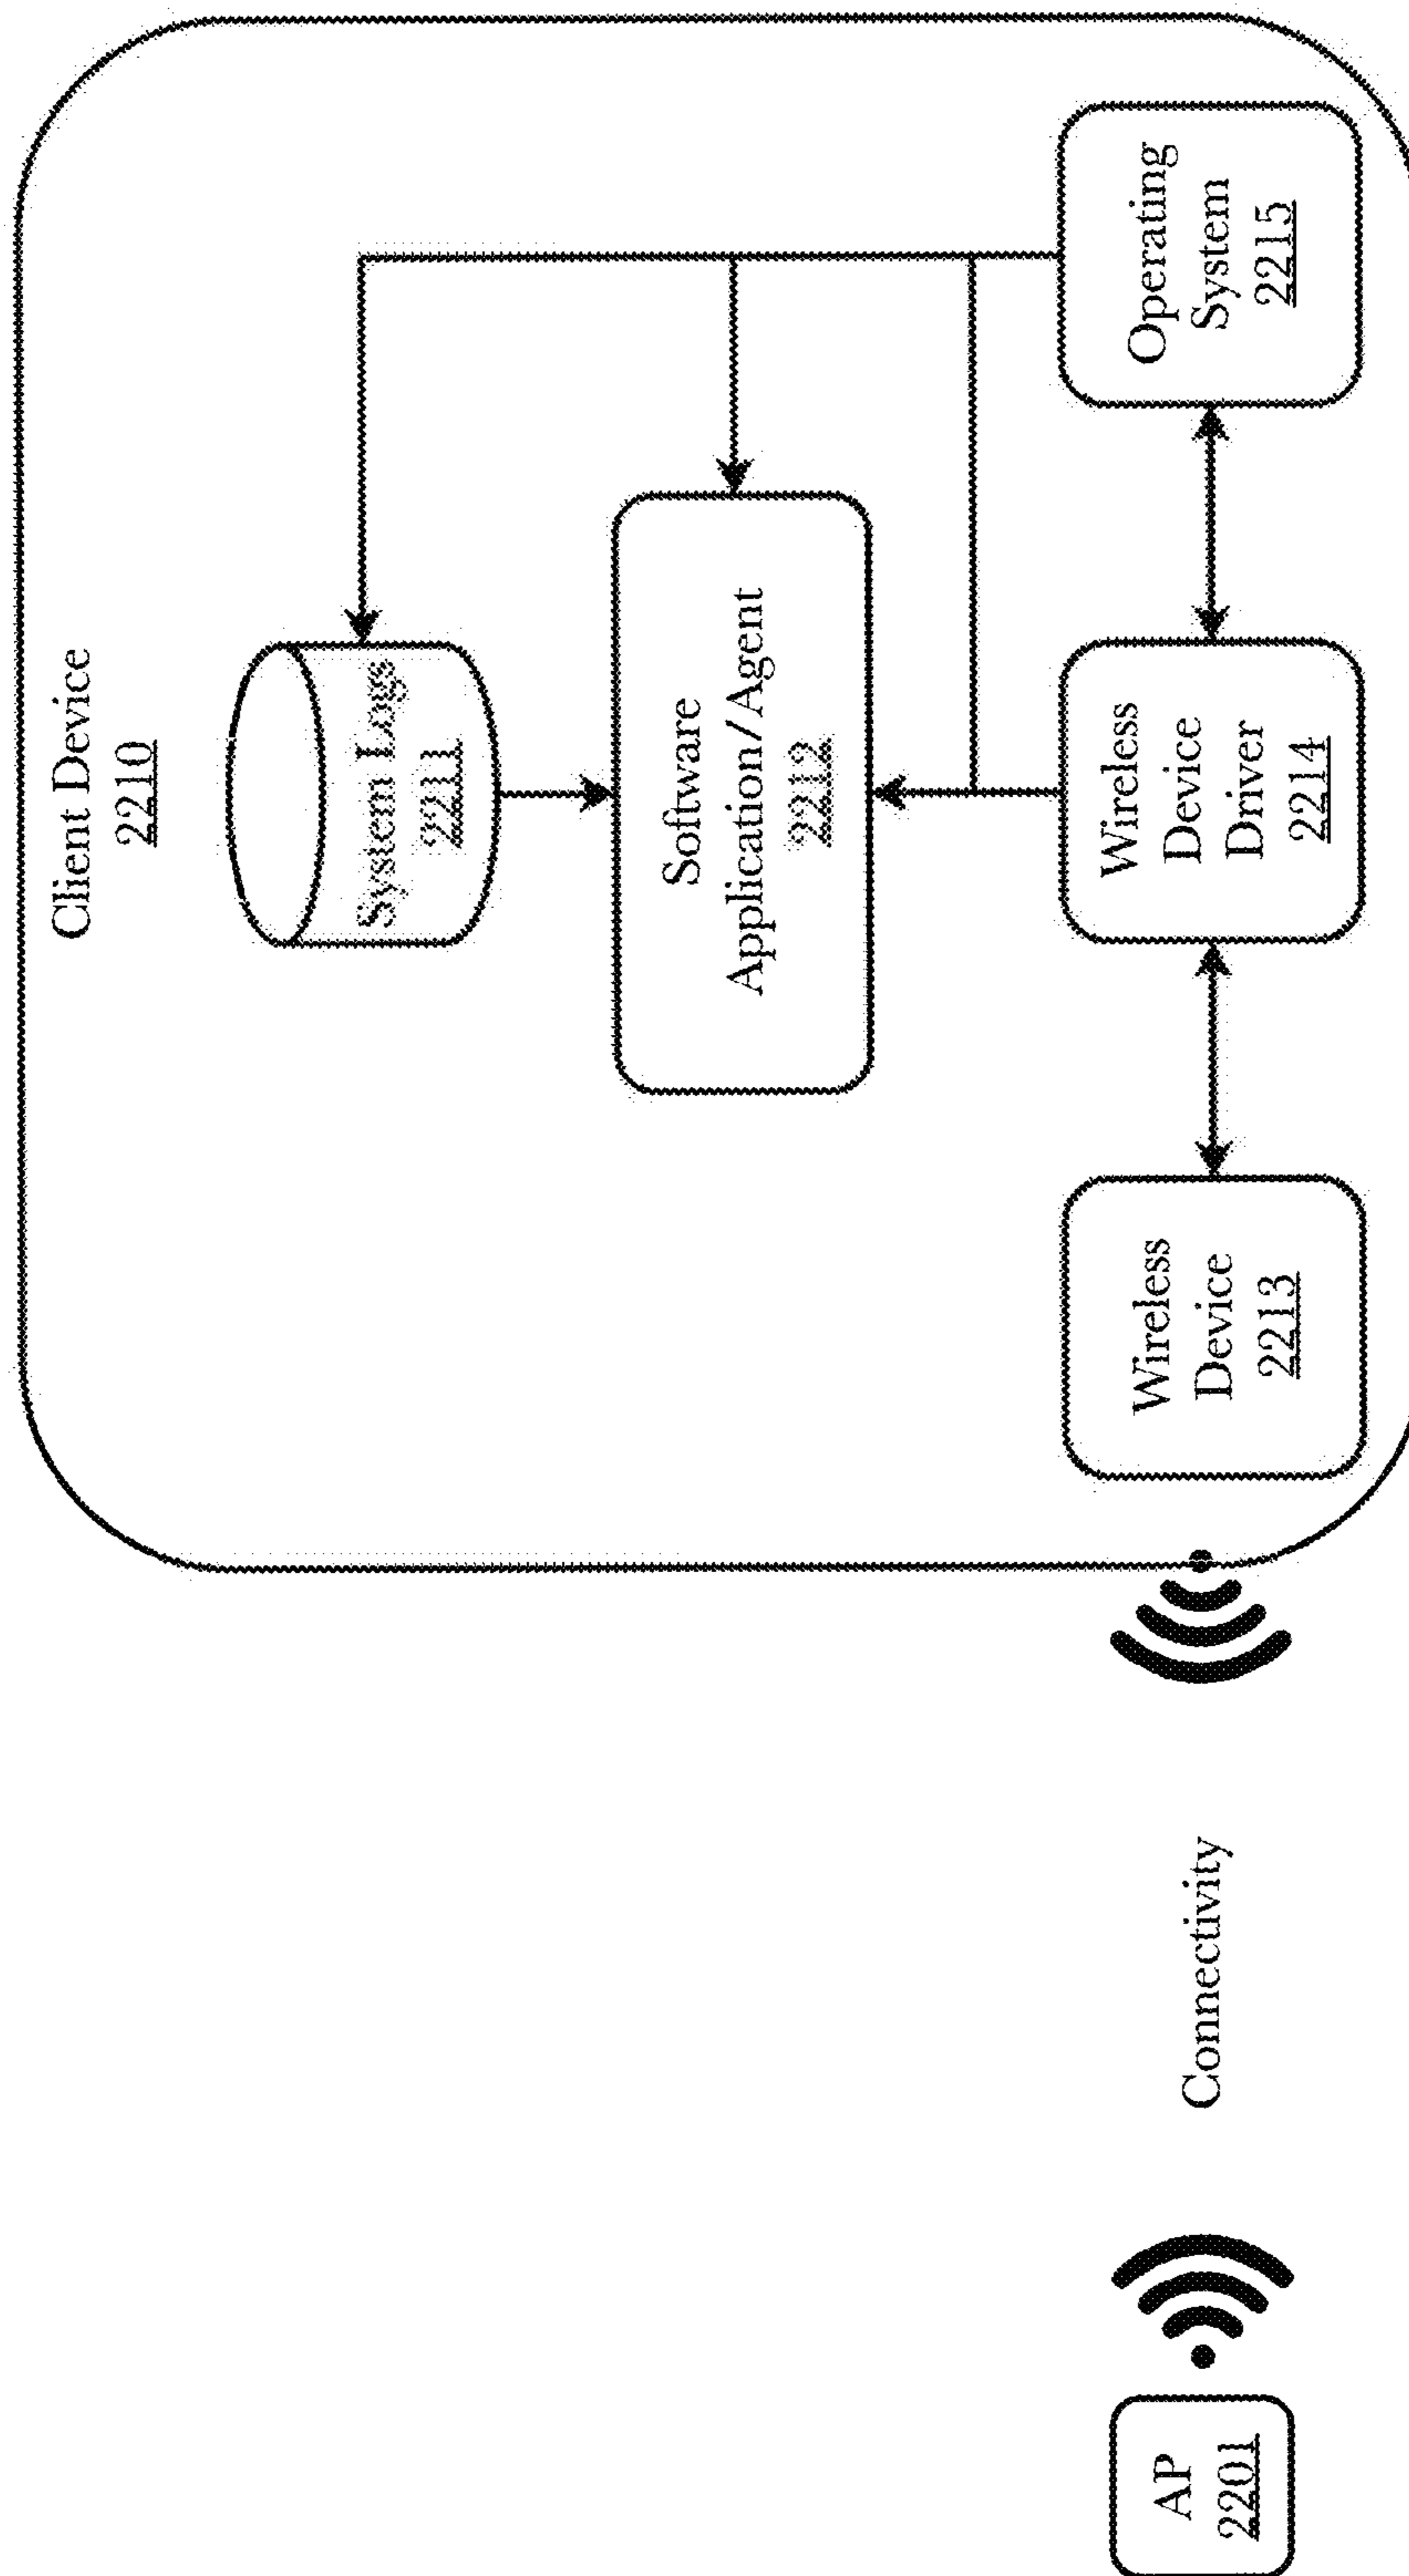 Client Device
2210
System Logs
2211
Software
Application/Agent
2212
AP
2201
Connectivity
Wireless
Device
2213
Wireless
Device
Driver
2214
Operating
System
2215